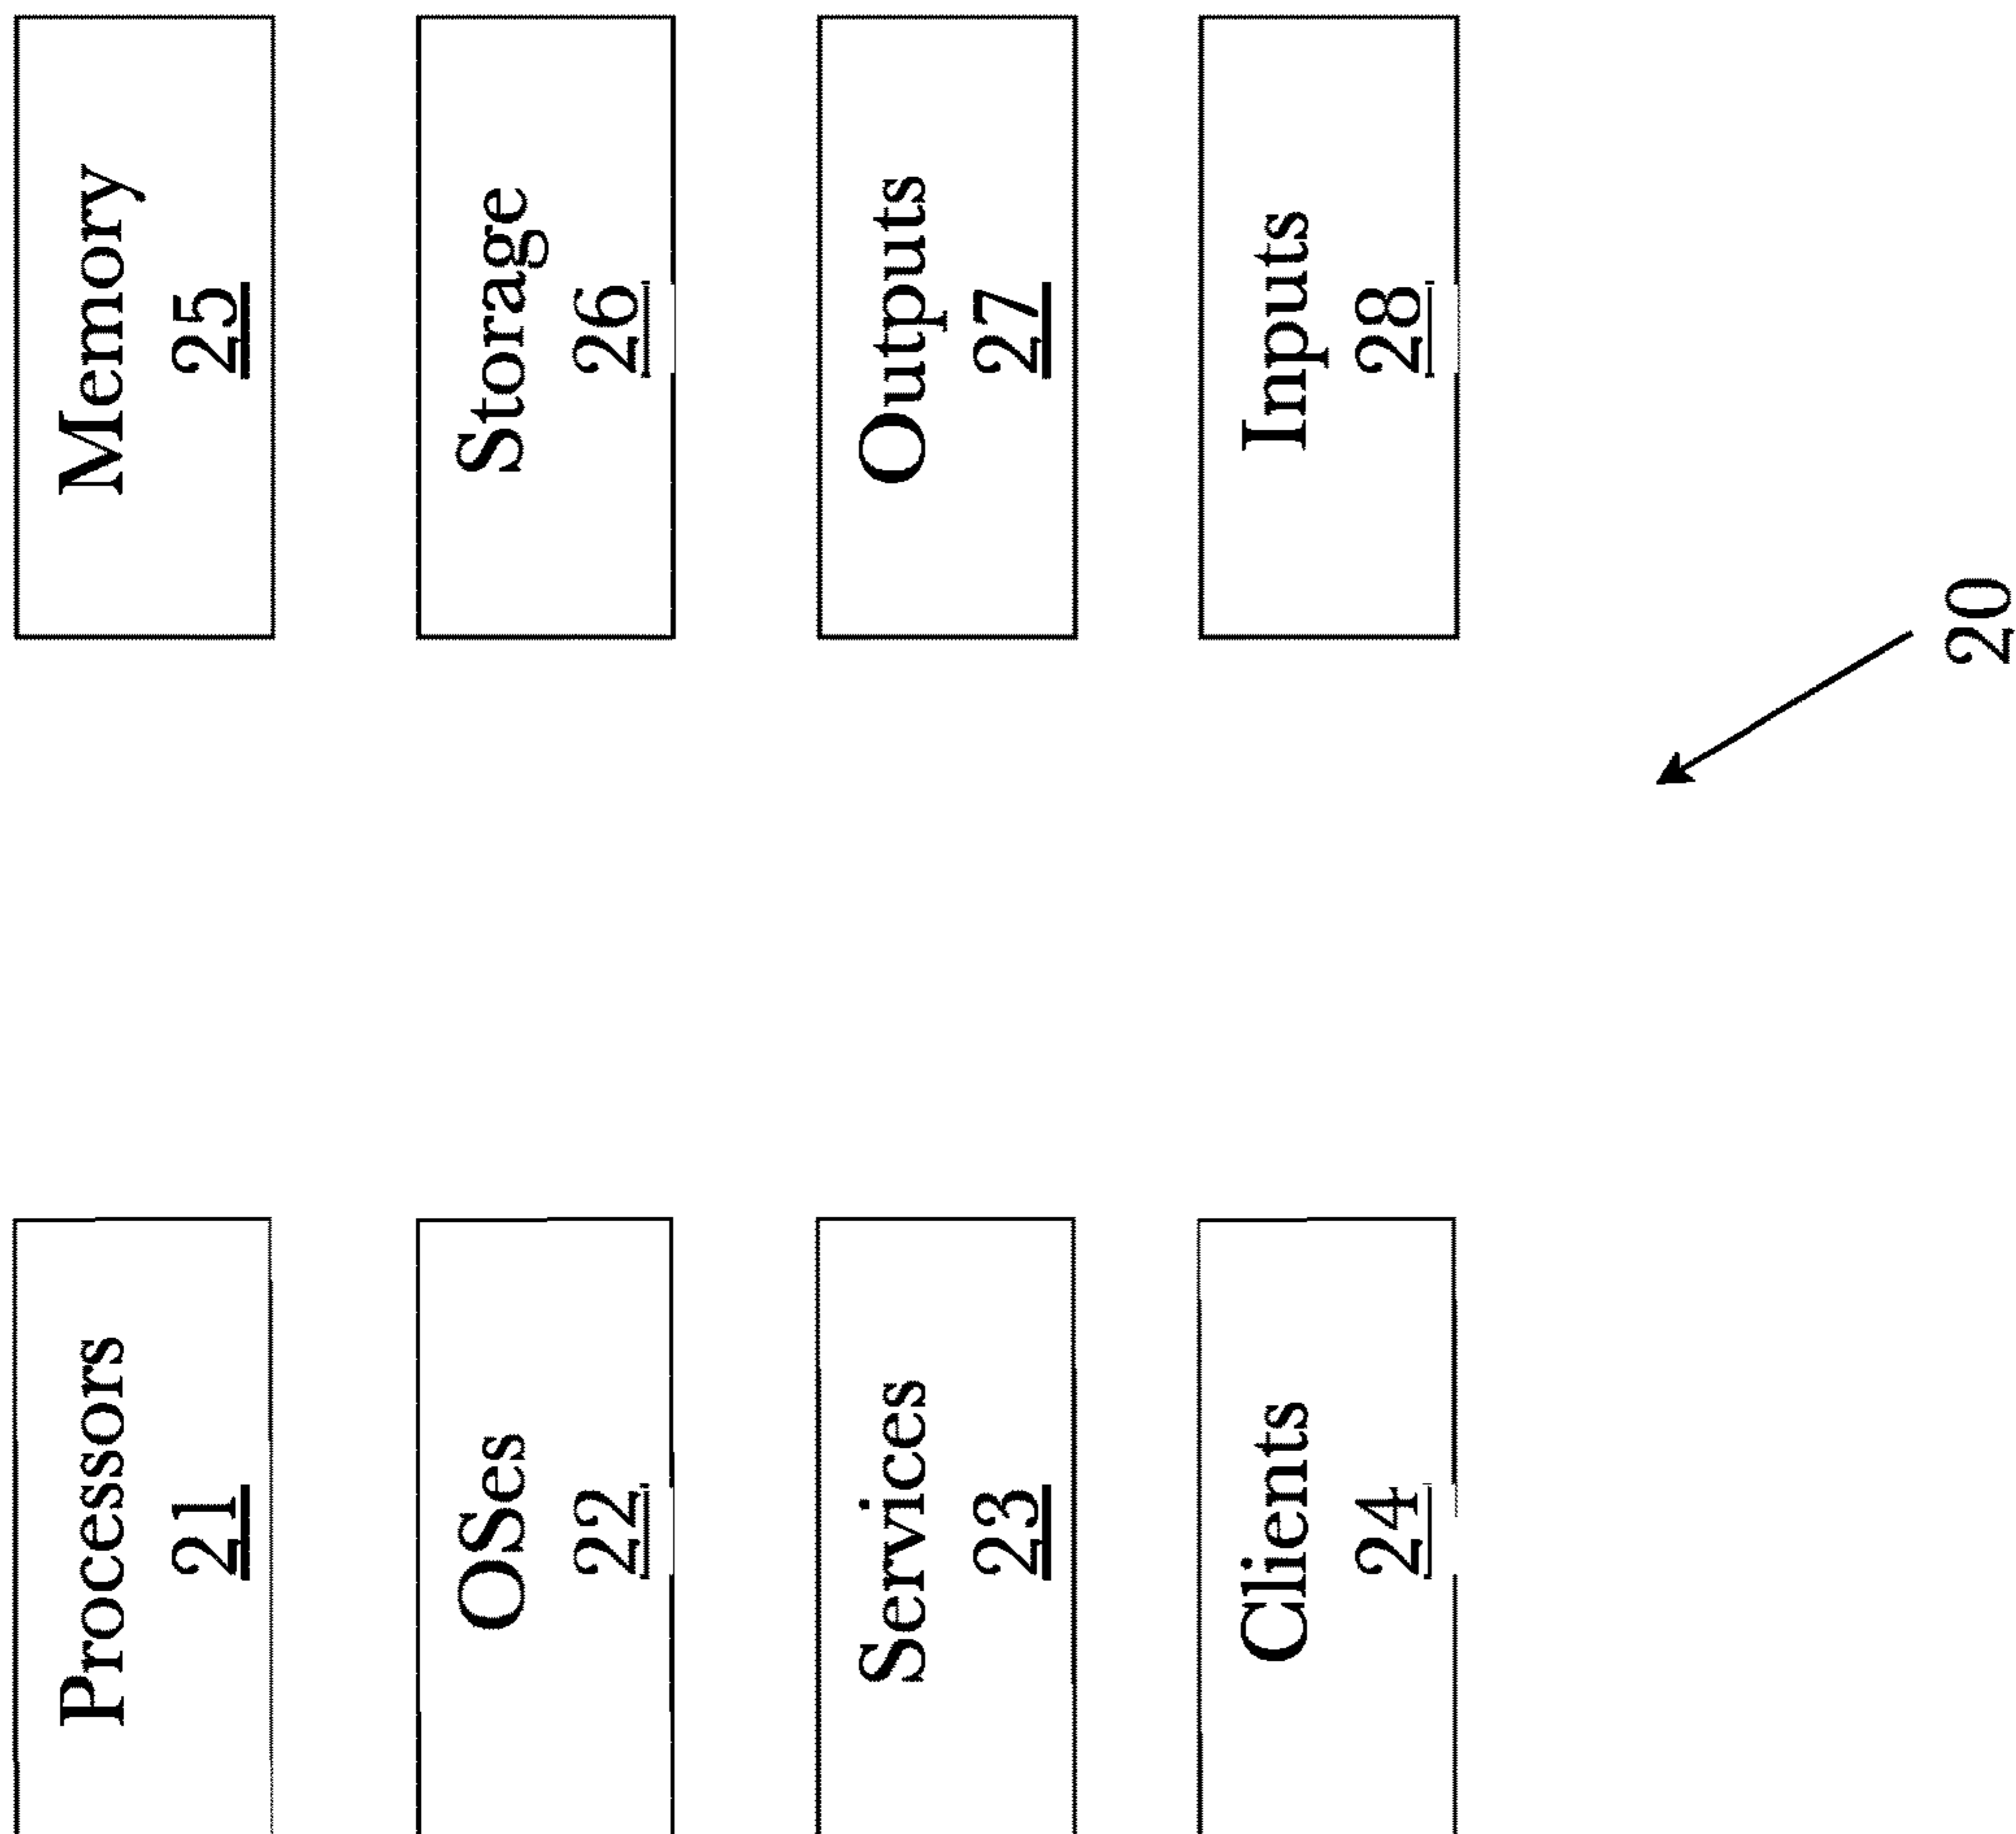 Processors
21
Memory
25
OSes
22
Storage
26
Services
23
Outputs
27
Clients
24
Inputs
28
20